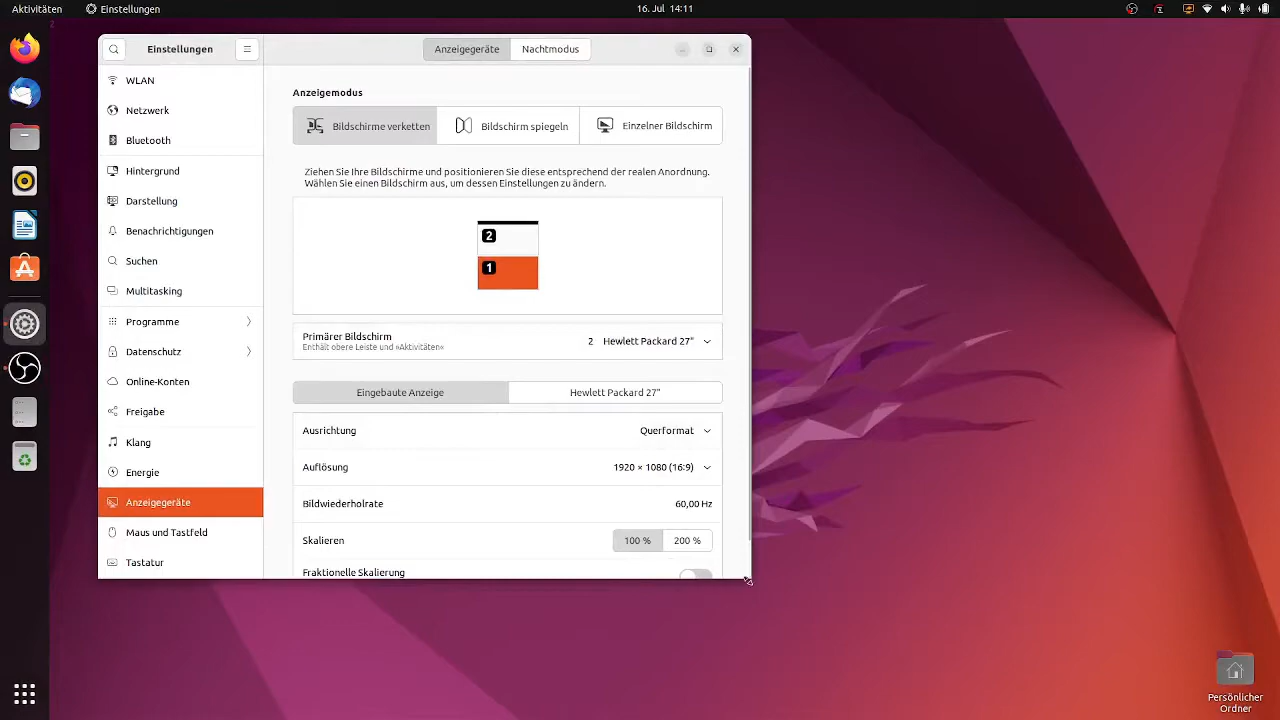 Aktivitäten
Einstellungen
16. Jul 14:11
2
Einstellungen
Anzeigegeräte
Nachtmodus
WLAN
Netzwerk
Bluetooth
Hintergrund
Darstellung
Benachrichtigungen
Suchen
Multitasking
Programme
Datenschutz
Online-Konten
Freigabe
Klang
Energie
Anzeigegeräte
Maus und Tastfeld
Tastatur
Anzeigemodus
Bildschirme verketten
Bildschirm spiegeln
Einzelner Bildschirm
Ziehen Sie Ihre Bildschirme und positionieren Sie diese entsprechend der realen Anordnung.
Wählen Sie einen Bildschirm aus, um dessen Einstellungen zu ändern.
2
1
Primärer Bildschirm
Enthält obere Leiste und »Aktivitäten«
2 Hewlett Packard 27"
Eingebaute Anzeige
Hewlett Packard 27"
Ausrichtung
Querformat
Auflösung
1920 × 1080 (16:9)
Bildwiederholrate
60,00 Hz
Skalieren
100 %
200 %
Fraktionelle Skalierung
Persönlicher
Ordner